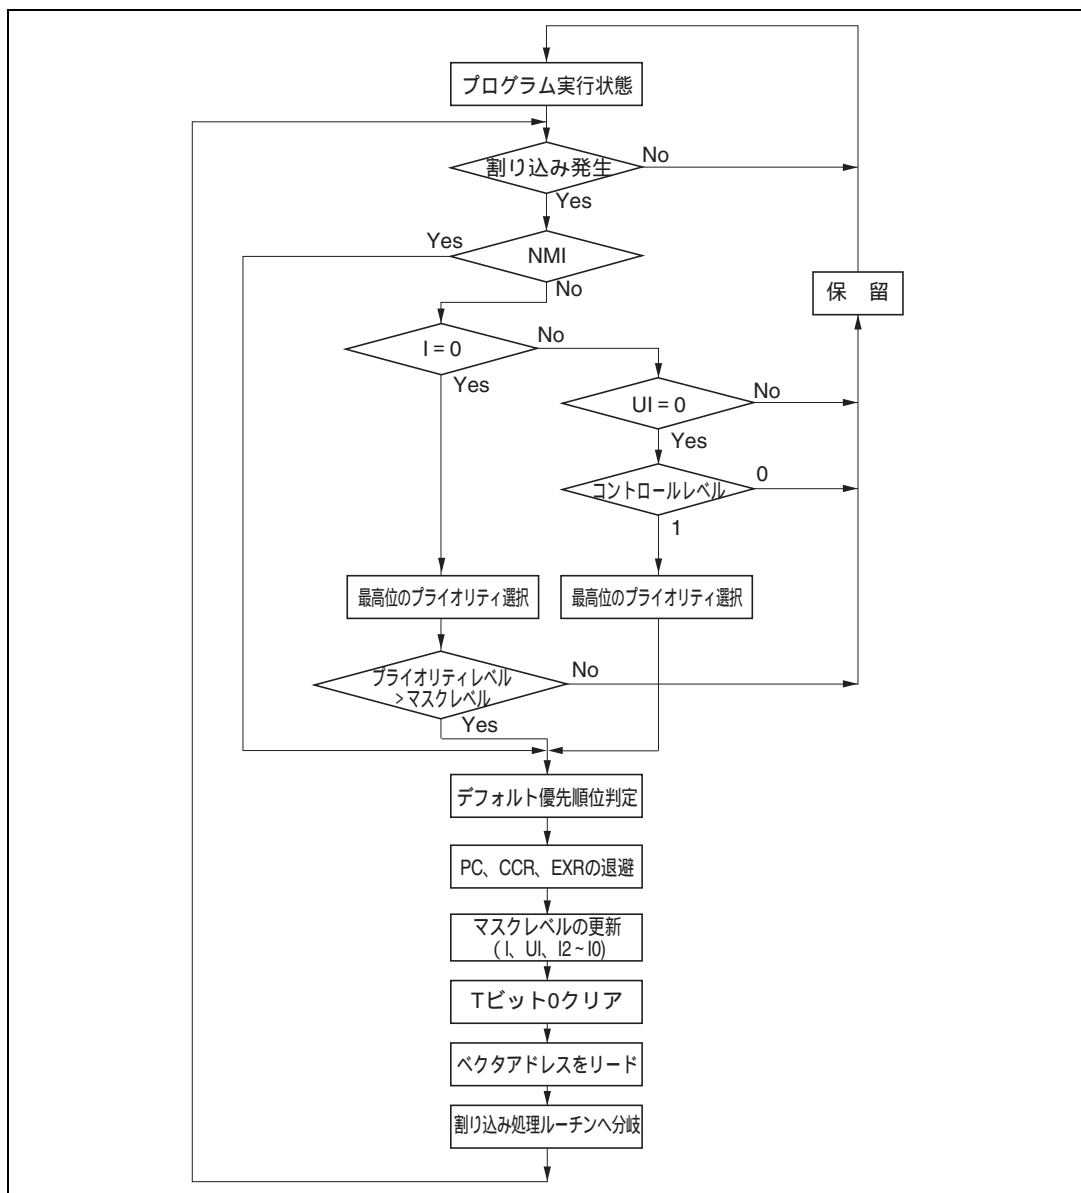 プログラム実行状態
割り込み発生
No
Yes
NMI
Yes
No
I = 0
No
Yes
UI = 0
No
Yes
保 留
コントロールレベル
0
1
最高位のプライオリティ選択
最高位のプライオリティ選択
プライオリティレベル
>マスクレベル
No
Yes
デフォルト優先順位判定
PC、CCR、EXRの退避
マスクレベルの更新
( I、UI、I2~I0)
Tビット0クリア
ベクタアドレスをリード
割り込み処理ルーチンへ分岐